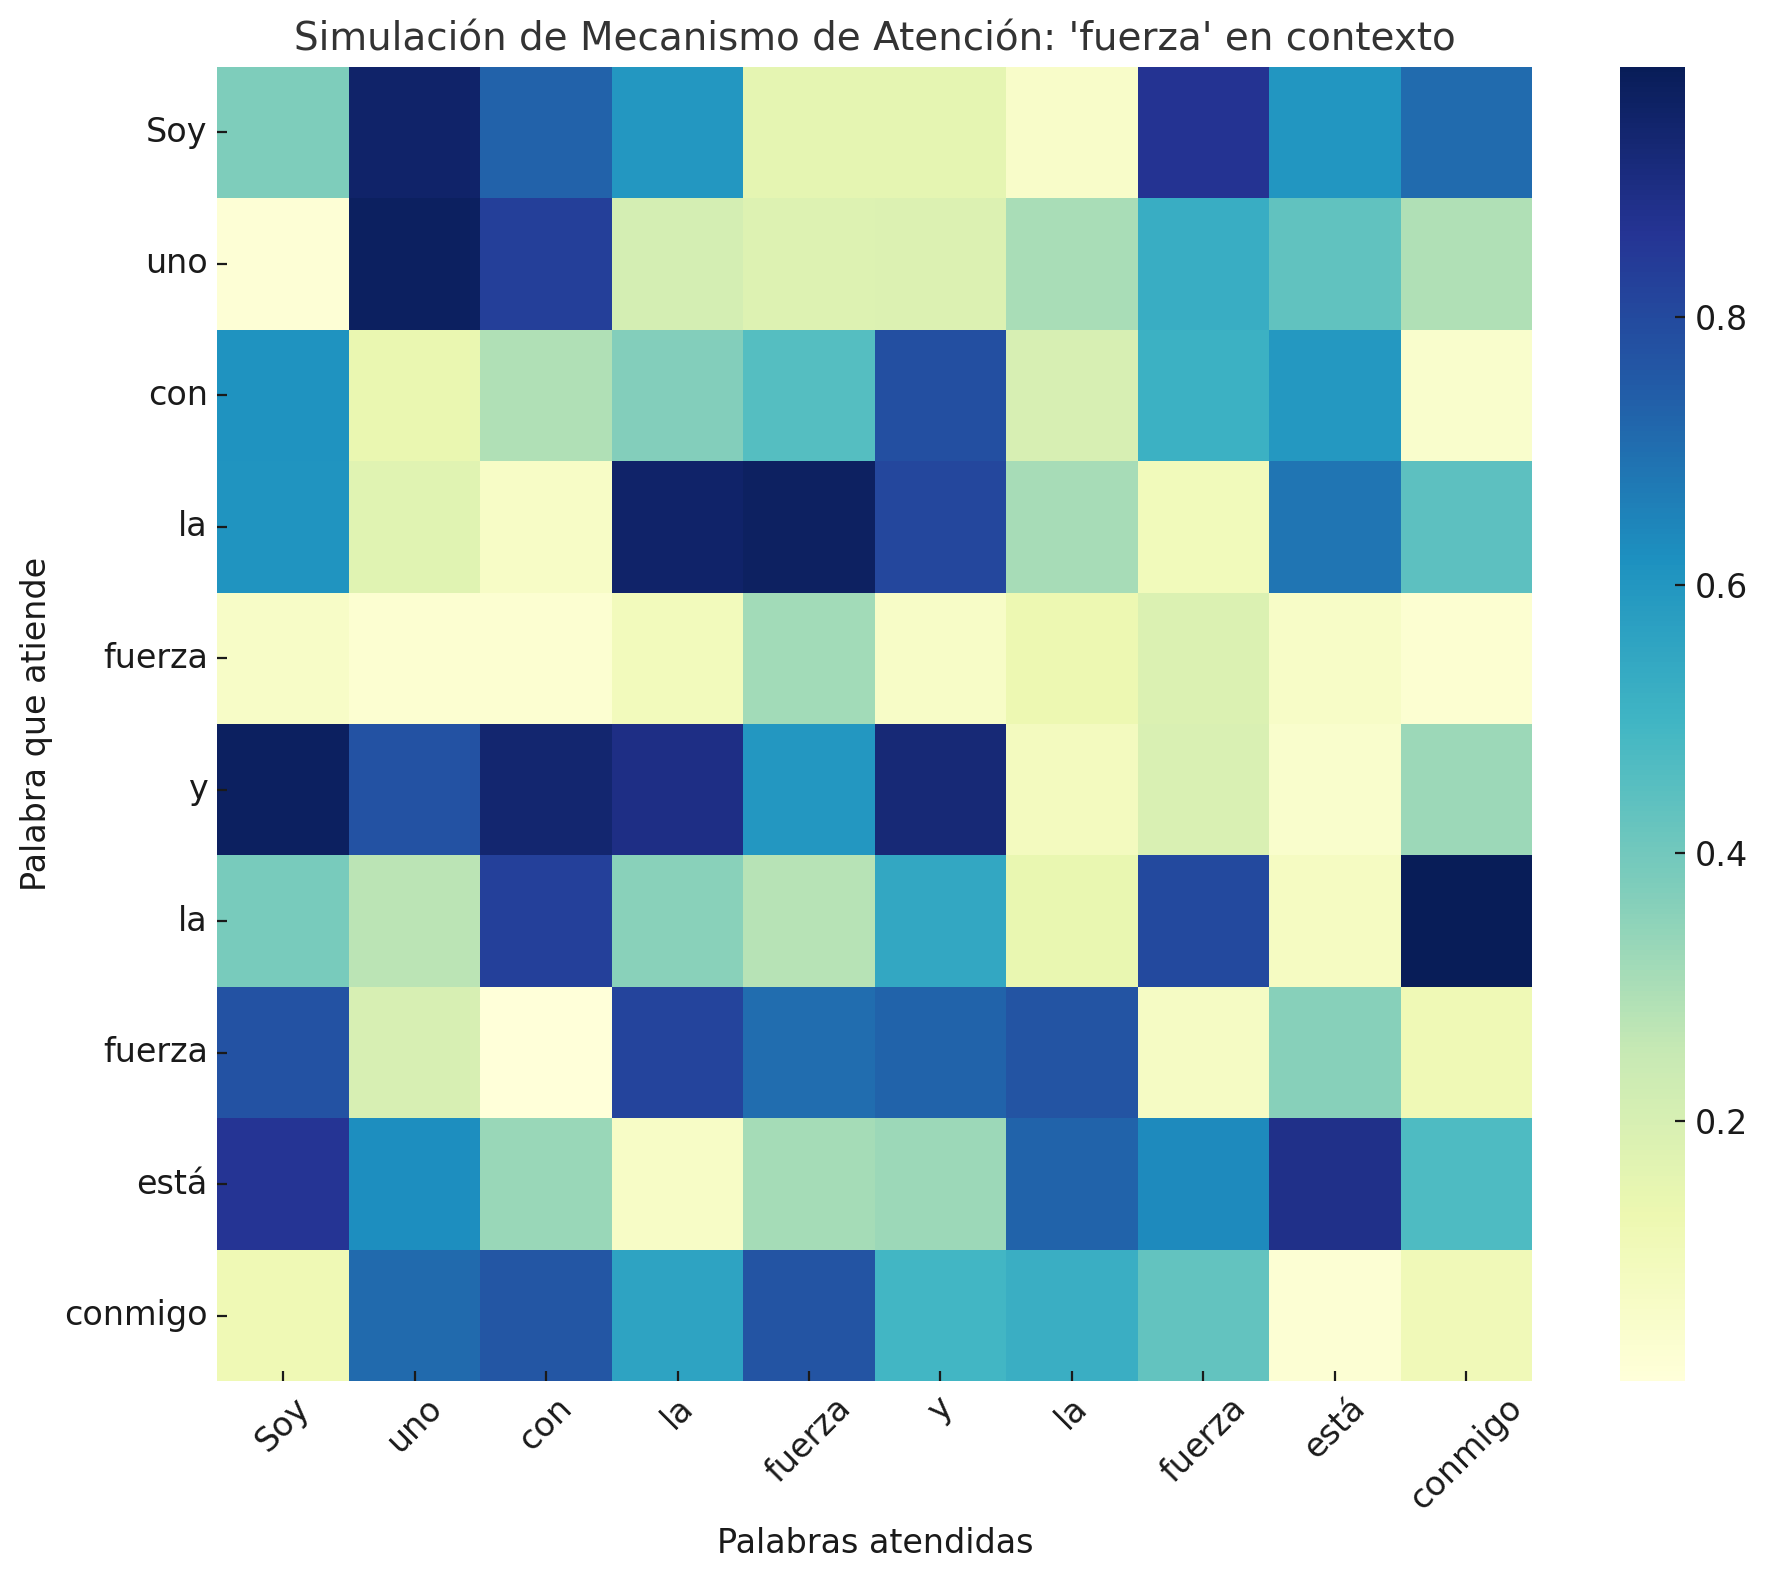 Simulación de Mecanismo de Atención: 'fuerza' en contexto
Palabra que atiende
Soy
uno
con
la
fuerza
y
la
fuerza
está
conmigo
Soy
uno
con
la
fuerza
y
la
fuerza
está
conmigo
Palabras atendidas
0.8
0.6
0.4
0.2